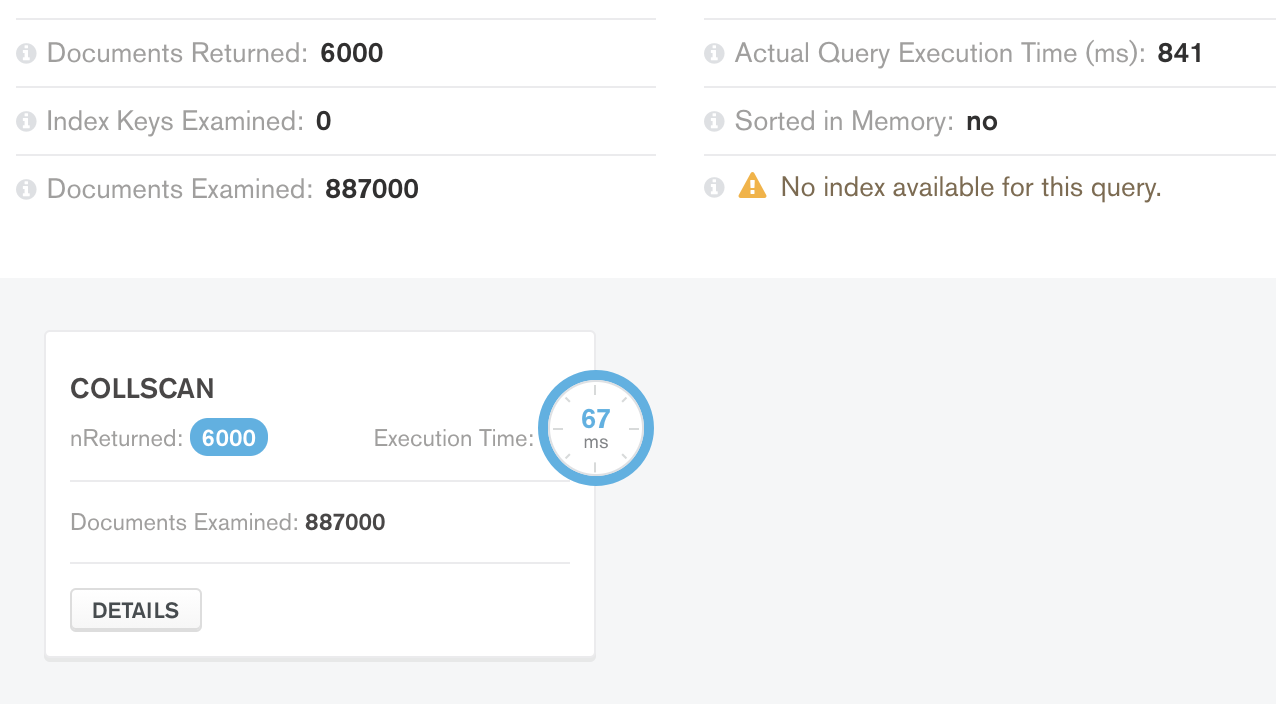 Documents Returned: 6000
Actual Query Execution Time (ms): 841
Index Keys Examined: 0
Sorted in Memory: no
Documents Examined: 887000
No index available for this query.
COLLSCAN
nReturned: 6000
Execution Time: 67 ms
Documents Examined: 887000
DETAILS